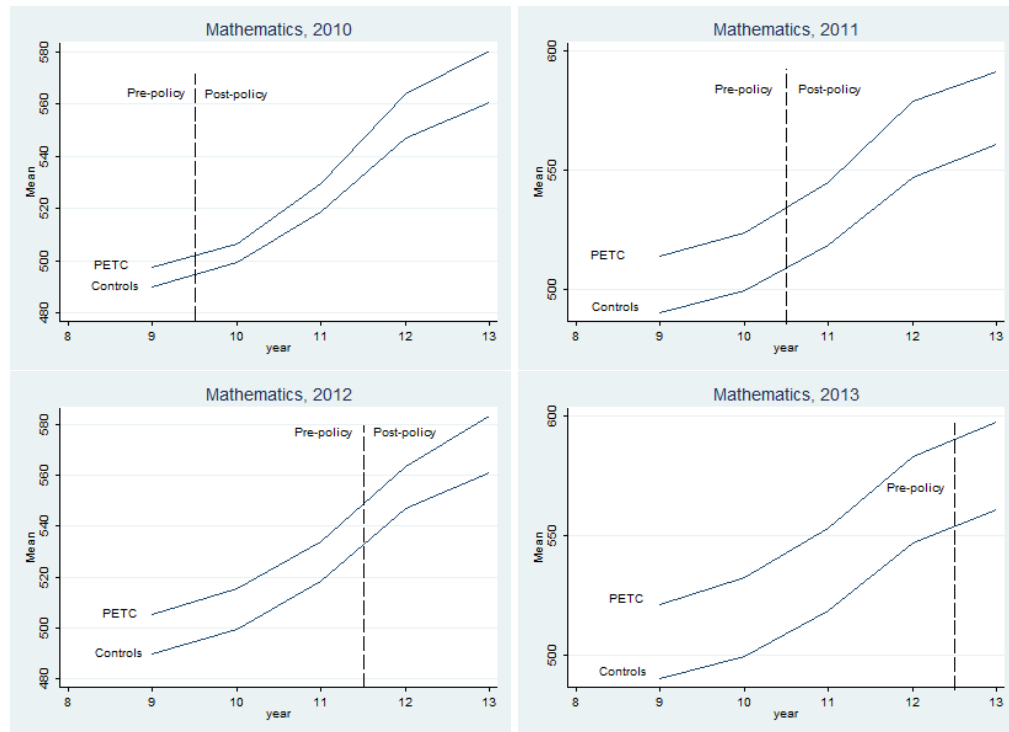 Mathematics, 2010
580
560
540
520
500
480
Mean
Pre-policy
Post-policy
PETC
Controls
8 9 10 11 12 13
year
Mathematics, 2011
600
550
500
Mean
Pre-policy
Post-policy
PETC
Controls
8 9 10 11 12 13
year
Mathematics, 2012
580
560
540
520
500
480
Mean
Pre-policy
Post-policy
PETC
Controls
8 9 10 11 12 13
year
Mathematics, 2013
600
550
500
Mean
Pre-policy
PETC
Controls
8 9 10 11 12 13
year